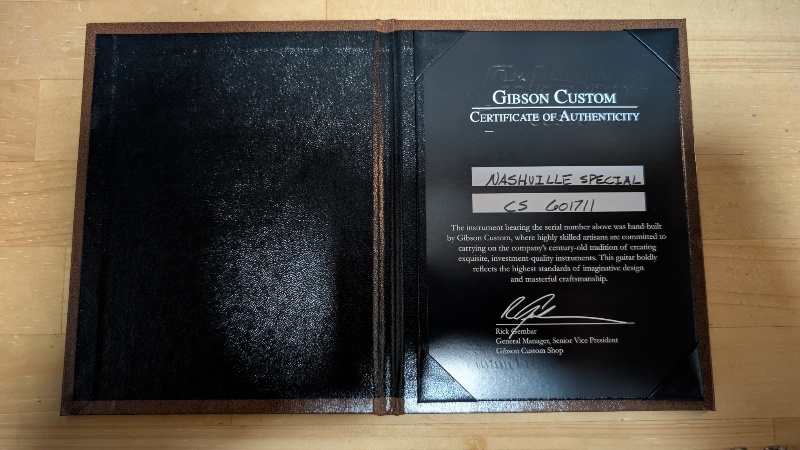 GIBSON CUSTOM
CERTIFICATE OF AUTHENTICITY
NASHVILLE SPECIAL
CS 601711
The instrument bearing the serial number above was hand-built
by Gibson Custom, where highly skilled artisans are committed to
carrying on the company's century-old tradition of creating
exquisite, investment-quality instruments. This guitar boldly
reflects the highest standards of imaginative design
and masterful craftsmanship.
Rick Gembar
General Manager, Senior Vice President
Gibson Custom Shop